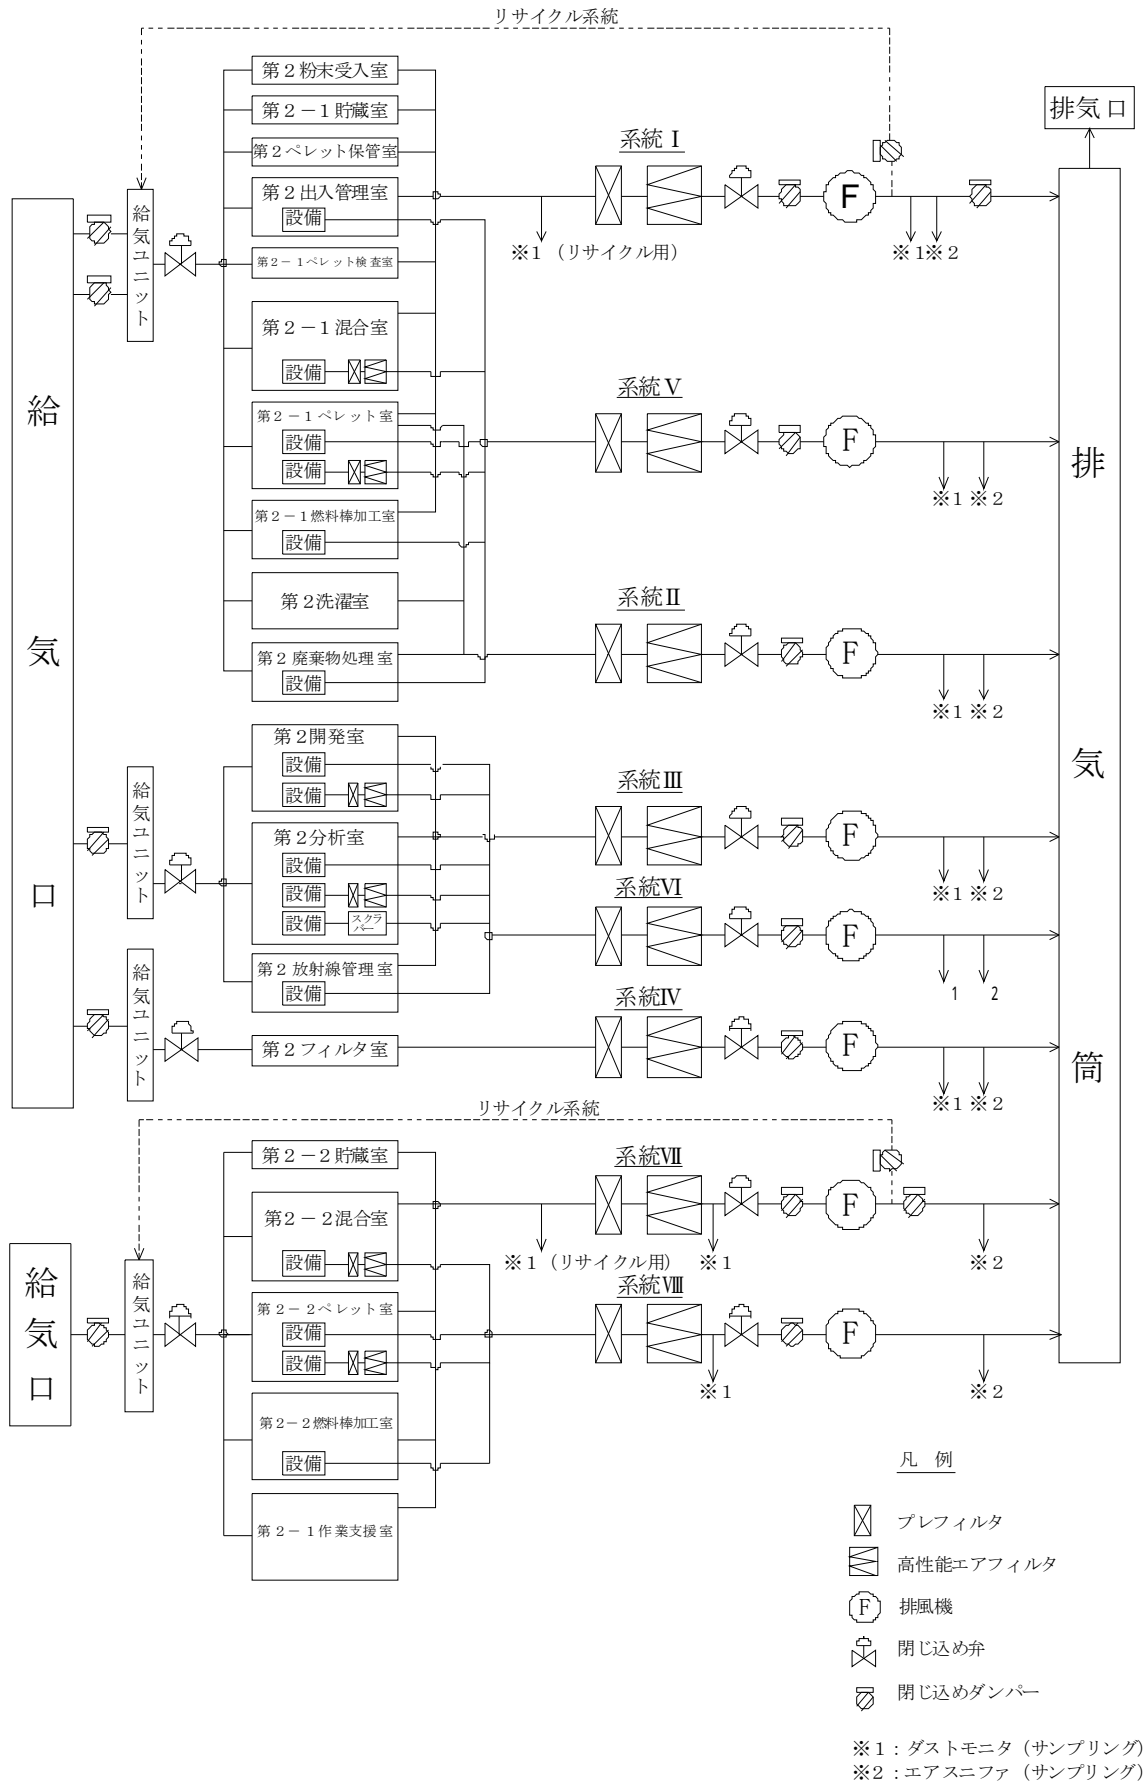 リサイクル系統
第２粉末受入室
第２－１貯蔵室
第２ペレット保管室
第２出入管理室
設備
第２－１ペレット検査室
第２－１混合室
設備
第２－１ペレット室
設備
設備
第２－１燃料棒加工室
設備
第２洗濯室
第２廃棄物処理室
設備
給気口
給気ユニット
系統Ⅰ
F
※１（リサイクル用）
※１※２
排気口
排気筒
系統Ⅴ
F
※１ ※２
系統Ⅱ
F
※１ ※２
給気ユニット
第２開発室
設備
設備
第２分析室
設備
設備
設備
スクラバー
第２放射線管理室
設備
系統Ⅲ
F
※１ ※２
系統Ⅵ
F
1 2
給気ユニット
第２フィルタ室
系統Ⅳ
F
※１ ※２
リサイクル系統
給気口
給気ユニット
第２－２貯蔵室
第２－２混合室
設備
第２－２ペレット室
設備
設備
第２－２燃料棒加工室
設備
第２－１作業支援室
系統Ⅶ
F
※１（リサイクル用） ※１ ※２
系統Ⅷ
F
※１ ※２
凡 例
プレフィルタ
高性能エアフィルタ
F 排風機
閉じ込め弁
閉じ込めダンパー
※１：ダストモニタ（サンプリング）
※２：エアスニファ（サンプリング）